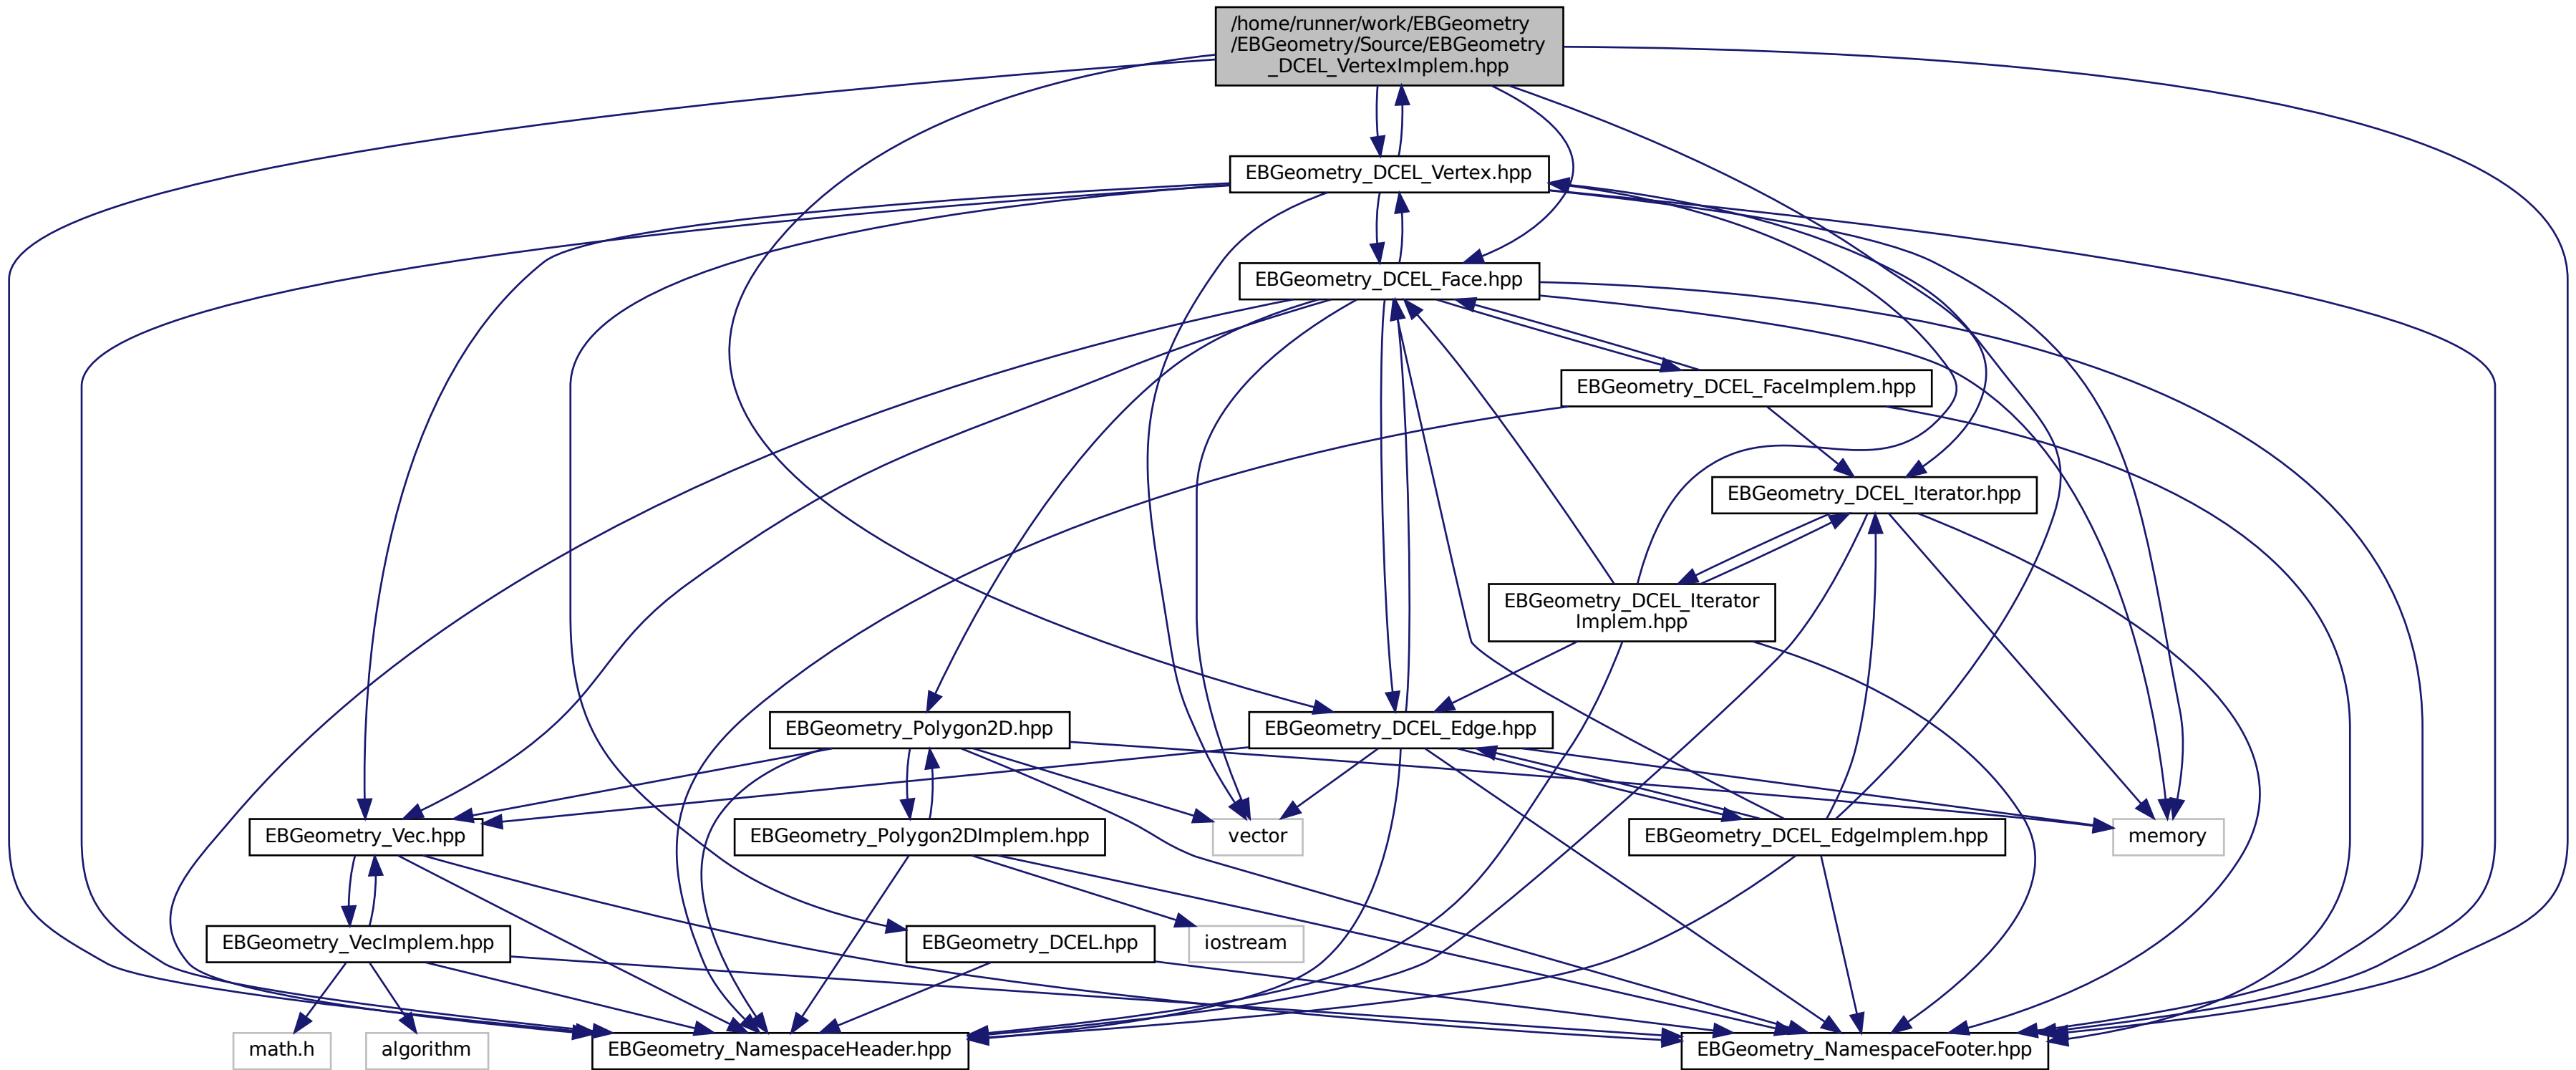 /home/runner/work/EBGeometry
/EBGeometry/Source/EBGeometry
_DCEL_VertexImplem.hpp
EBGeometry_DCEL_Vertex.hpp
EBGeometry_DCEL_Face.hpp
EBGeometry_DCEL_FaceImplem.hpp
EBGeometry_DCEL_Iterator.hpp
EBGeometry_DCEL_Iterator
Implem.hpp
EBGeometry_Polygon2D.hpp
EBGeometry_DCEL_Edge.hpp
EBGeometry_Vec.hpp
EBGeometry_Polygon2DImplem.hpp
vector
EBGeometry_DCEL_EdgeImplem.hpp
memory
EBGeometry_VecImplem.hpp
EBGeometry_DCEL.hpp
iostream
math.h
algorithm
EBGeometry_NamespaceHeader.hpp
EBGeometry_NamespaceFooter.hpp